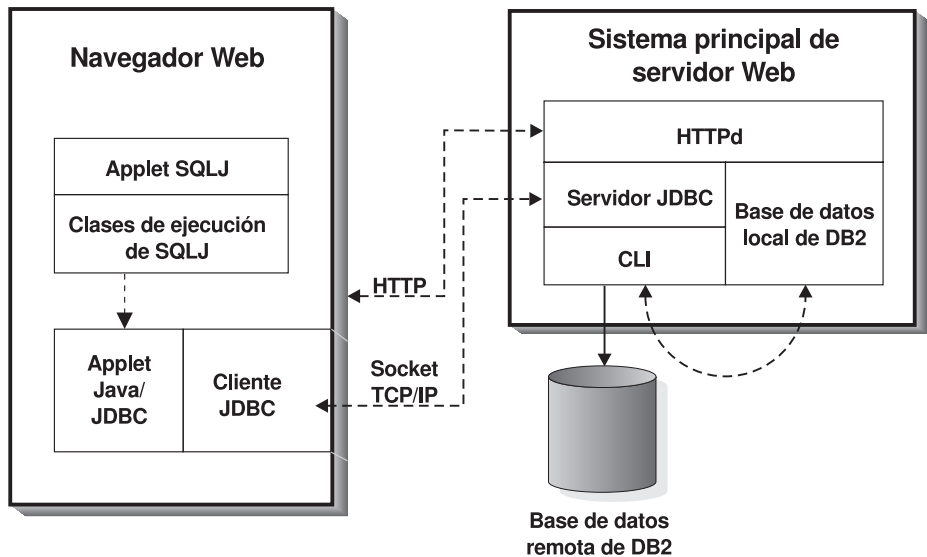 Navegador Web
Applet SQLJ
Clases de ejecución
de SQLJ
Applet
Java/
JDBC
Cliente
JDBC
HTTP
Socket
TCP/IP
Sistema principal de
servidor Web
HTTPd
Servidor JDBC
CLI
Base de datos
local de DB2
Base de datos
remota de DB2